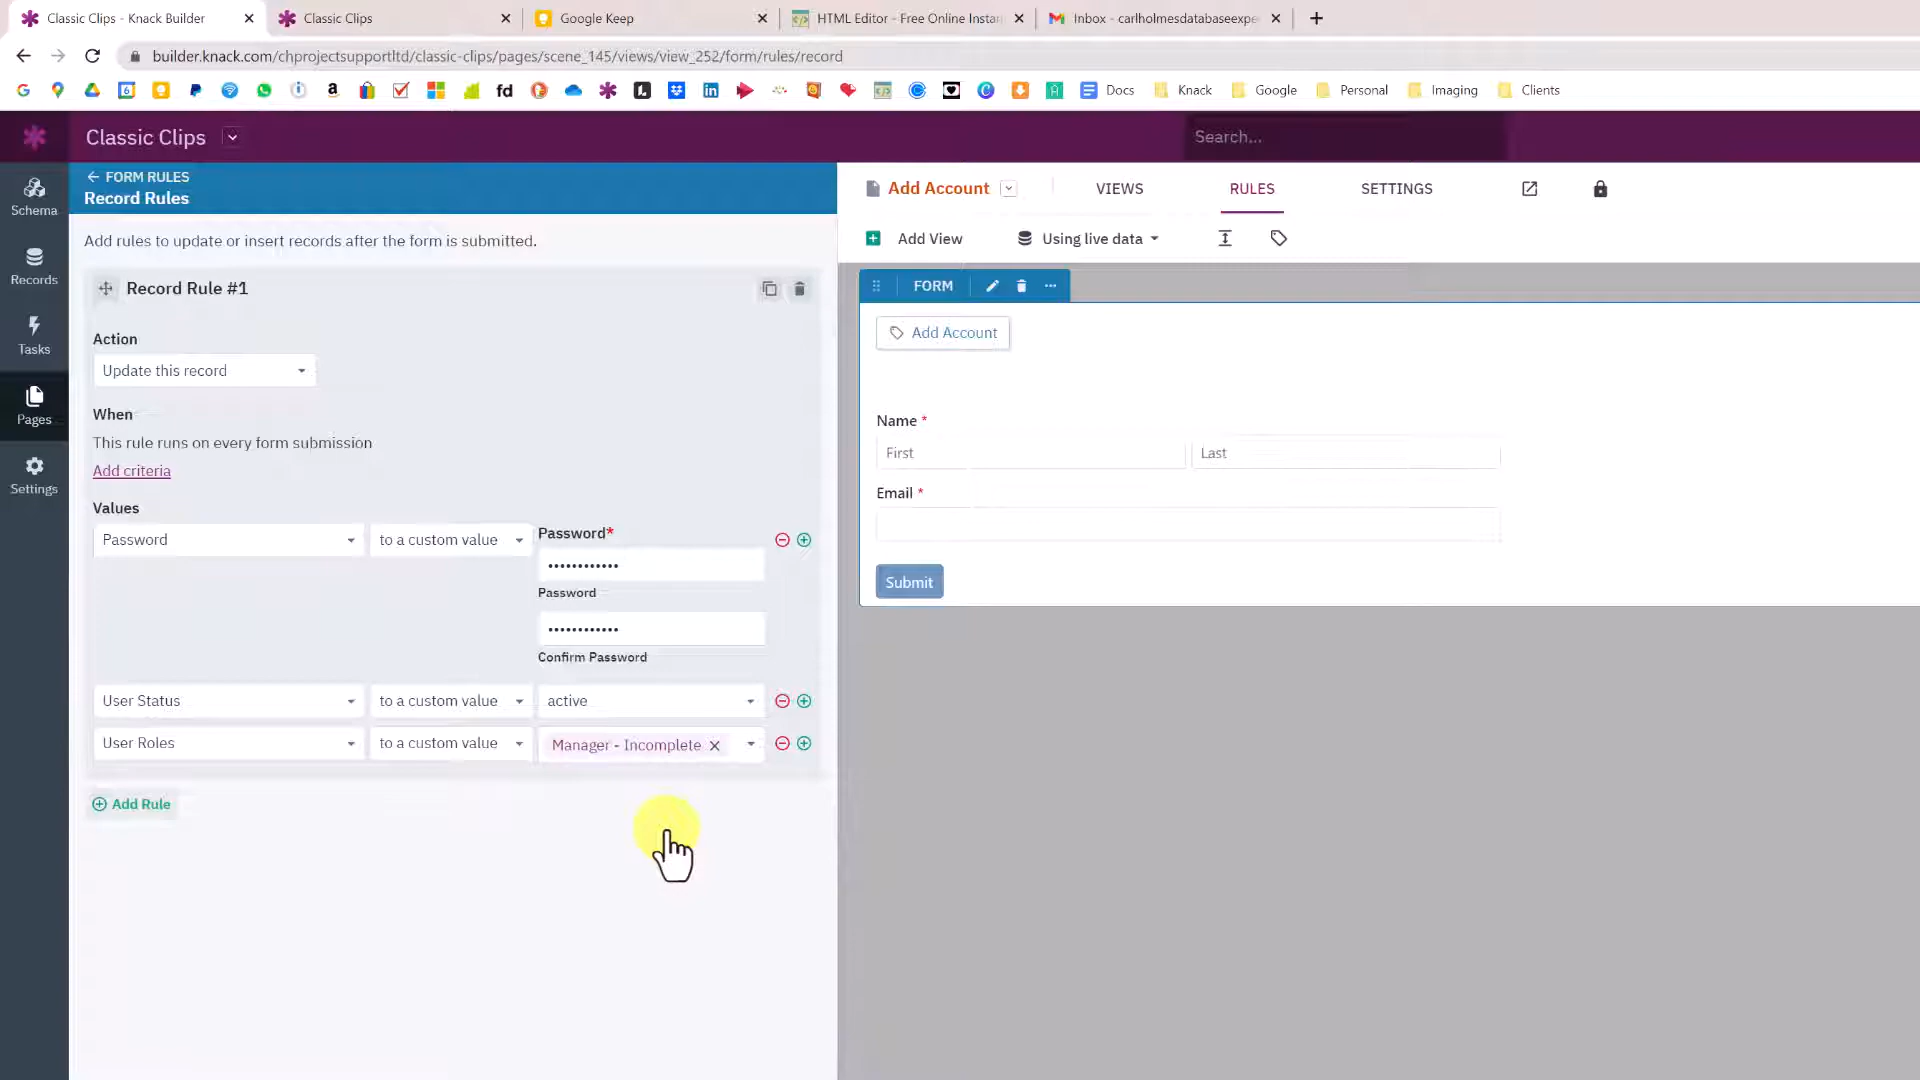 Classic Clips - Knack Builder
Classic Clips
Google Keep
HTML Editor - Free Online Instan
Inbox - carlholmesdatabaseexpe
builder.knack.com/chprojectsupportltd/classic-clips/pages/scene_145/views/view_252/form/rules/record
fd
Docs
Knack
Google
Personal
Imaging
Clients
Classic Clips
Search...
Schema
Records
Tasks
Pages
Settings
FORM RULES
Record Rules
Add rules to update or insert records after the form is submitted.
Record Rule #1
Action
Update this record
When
This rule runs on every form submission
Add criteria
Values
Password
to a custom value
Password*
••••••••••••
Password
••••••••••••
Confirm Password
User Status
to a custom value
active
User Roles
to a custom value
Manager - Incomplete
Add Rule
Add Account
VIEWS
RULES
SETTINGS
Add View
Using live data
FORM
Add Account
Name *
First
Last
Email *
Submit